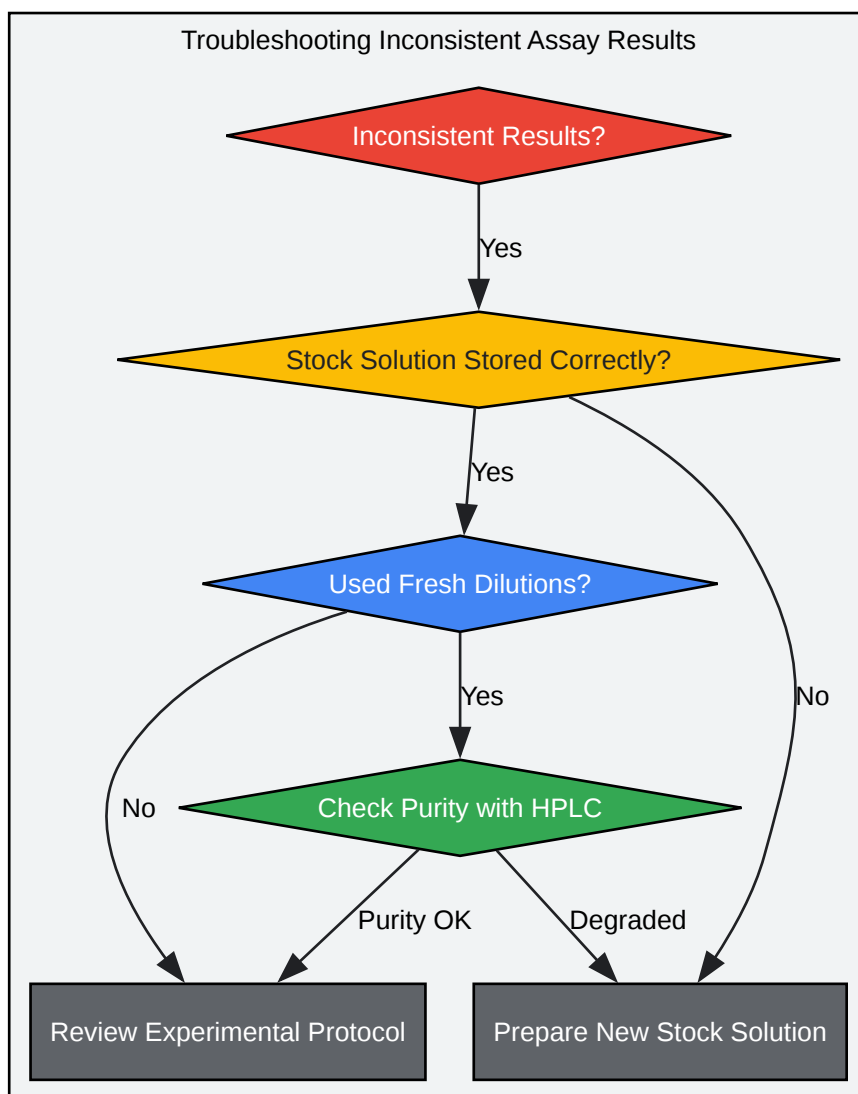 Troubleshooting Inconsistent Assay Results
Inconsistent Results?
Yes
Stock Solution Stored Correctly?
Yes
Used Fresh Dilutions?
Yes
No
No
Check Purity with HPLC
Purity OK
Degraded
Review Experimental Protocol
Prepare New Stock Solution